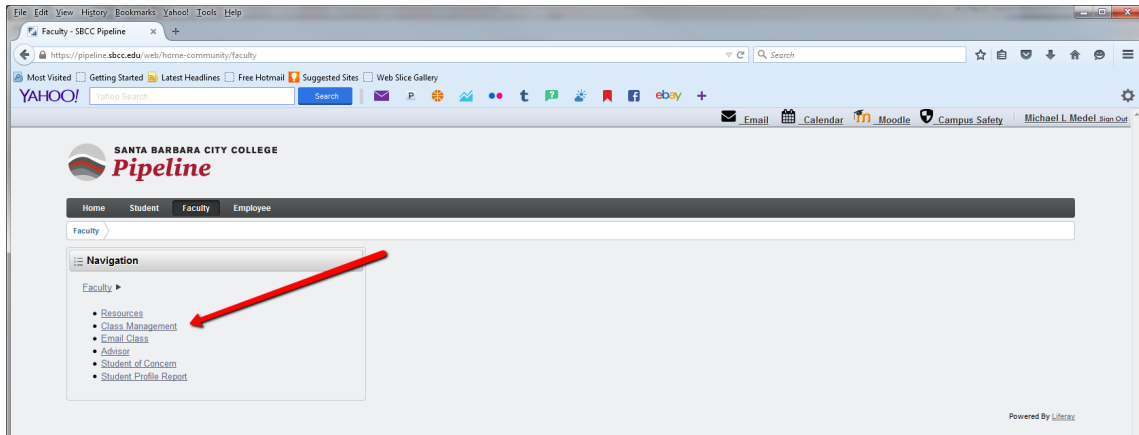 File Edit View History Bookmarks Yahoo! Tools Help
Faculty - SBCC Pipeline × +
https://pipeline.sbcc.edu/web/home-community/faculty Search
Most Visited Getting Started Latest Headlines Free Hotmail Suggested Sites Web Slice Gallery
YAHOO! Yahoo Search Search ebay +
Email Calendar Moodle Campus Safety Michael L Medel Sign Out
SANTA BARBARA CITY COLLEGE
Pipeline
Home Student Faculty Employee
Faculty
Navigation
Faculty
Resources
Class Management
Email Class
Advisor
Student of Concern
Student Profile Report
Powered By Liferay